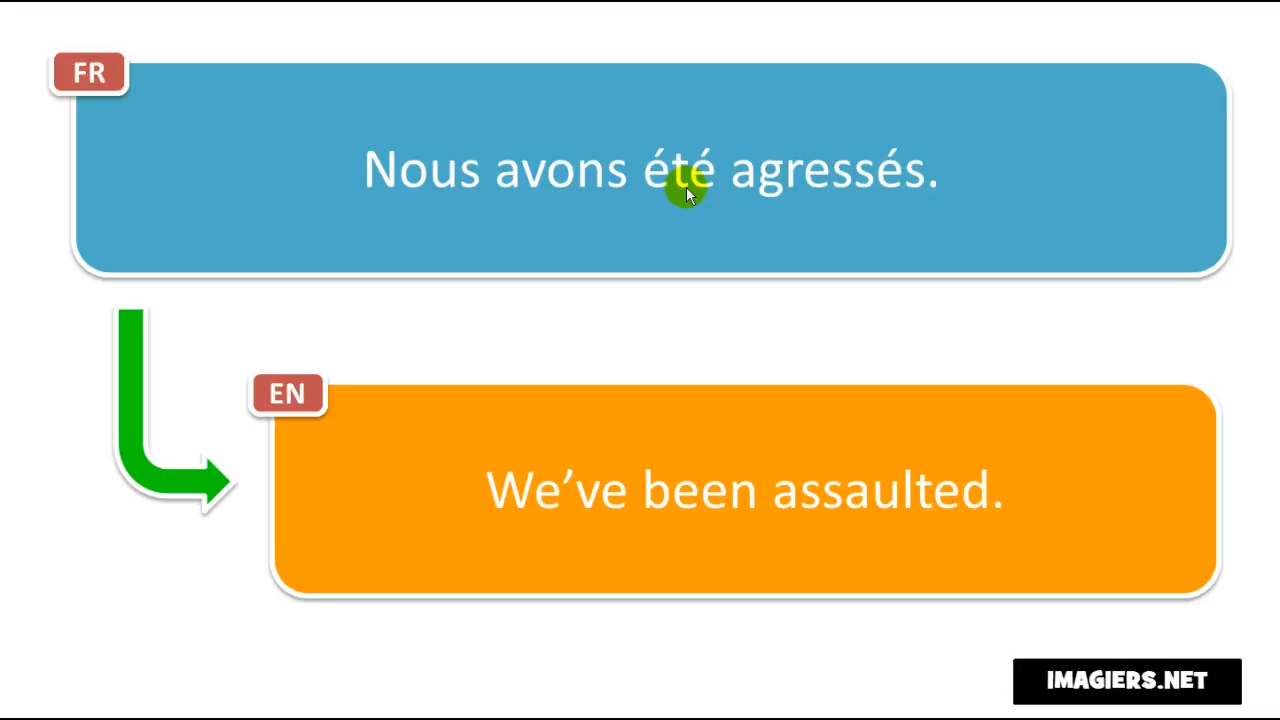 FR
Nous avons été agressés.
EN
We’ve been assaulted.
IMAGIERS.NET